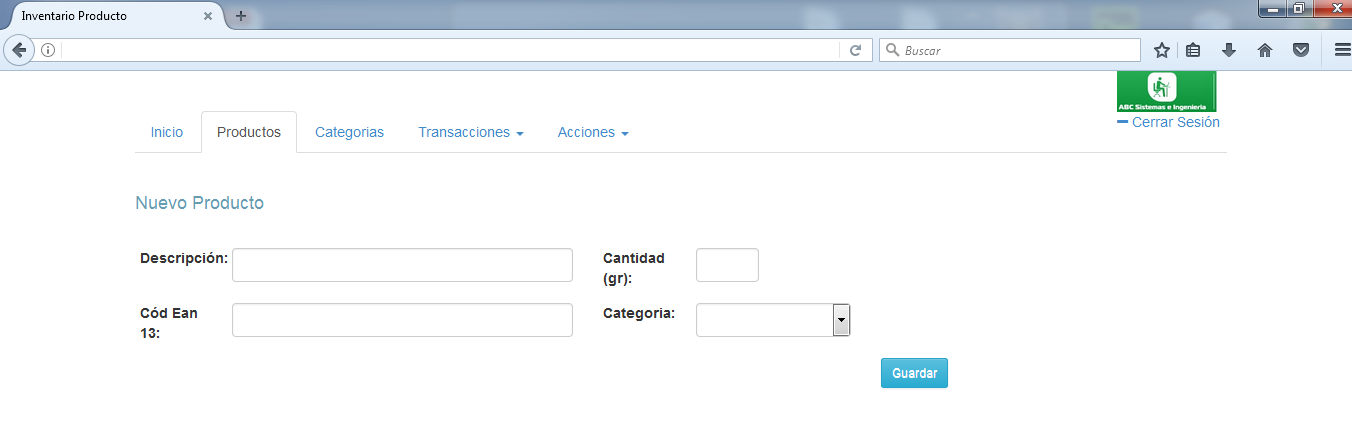 Inventario Producto
Buscar
ABC Sistemas e Ingenieria
Cerrar Sesión
Inicio Productos Categorias Transacciones Acciones
Nuevo Producto
Descripción: Cantidad (gr):
Cód Ean 13: Categoria:
Guardar